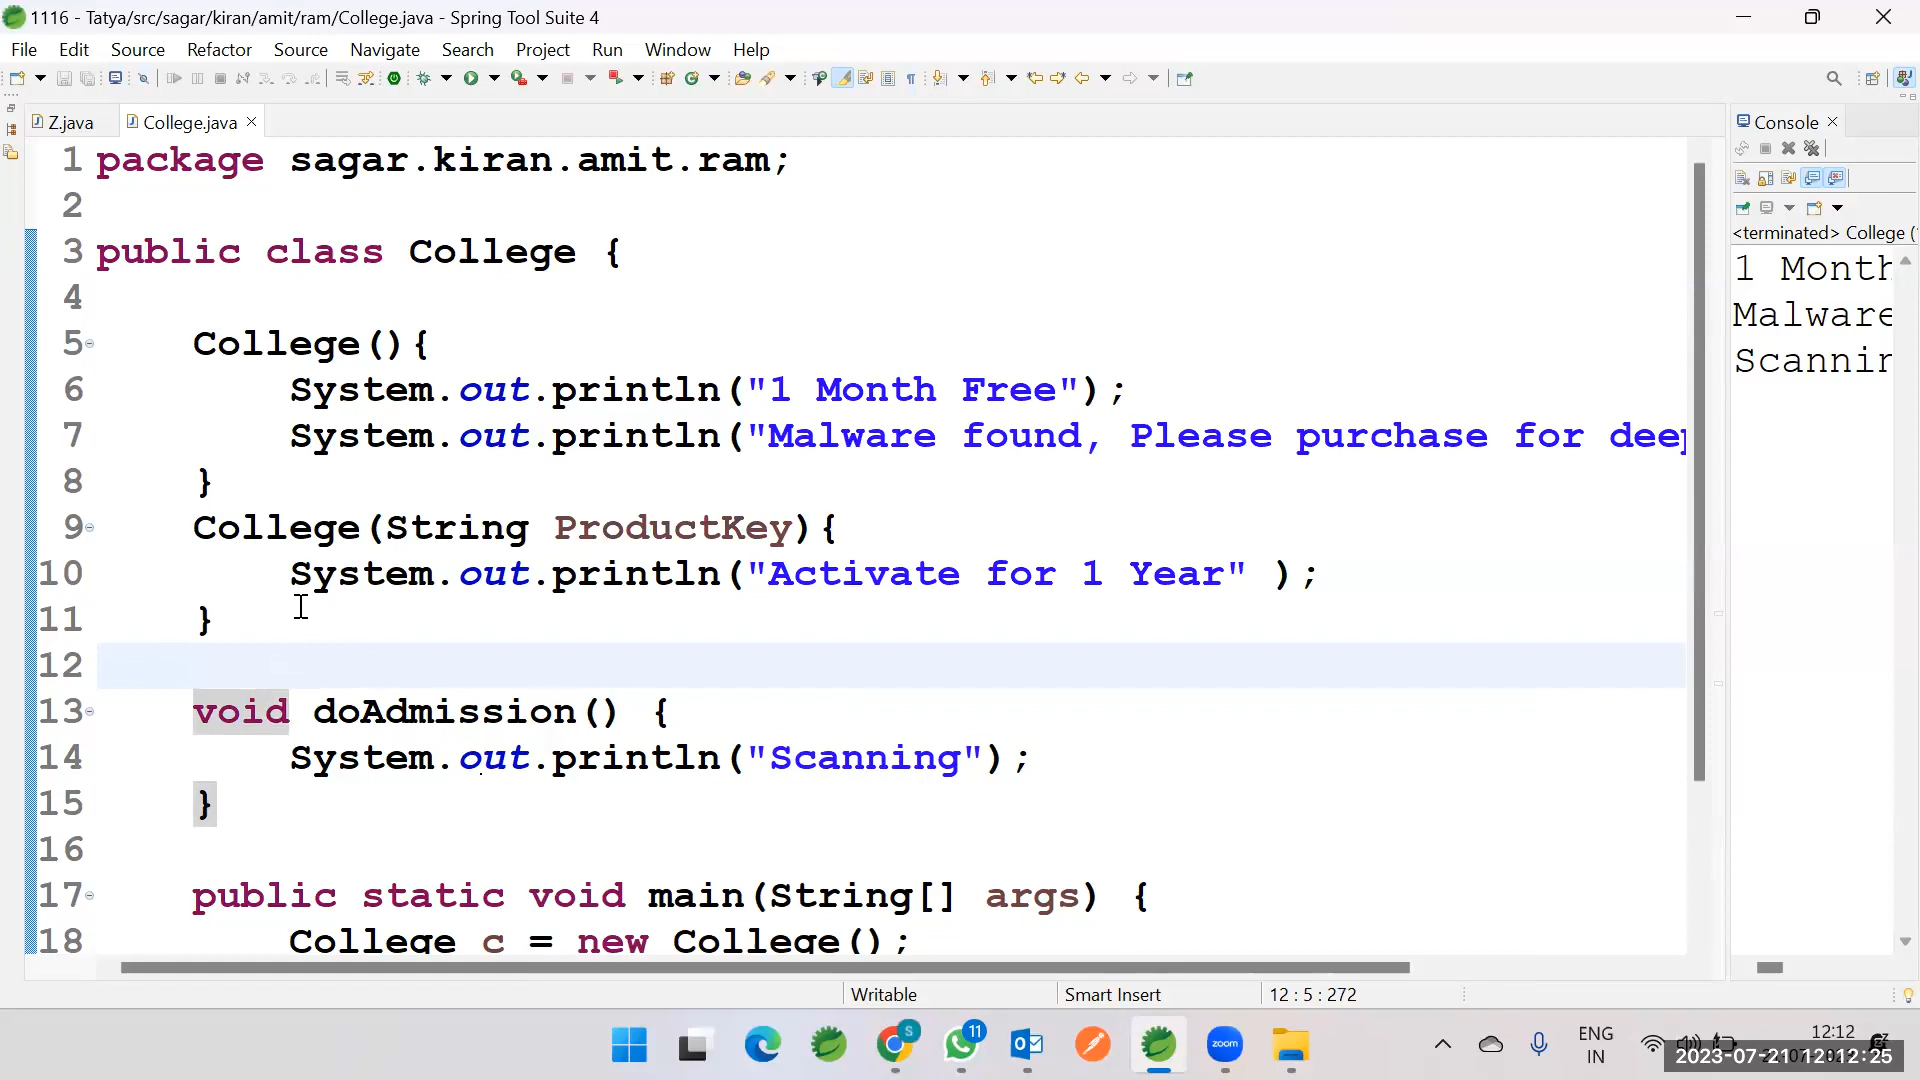 1116 - Tatya/src/sagar/kiran/amit/ram/College.java - Spring Tool Suite 4
File Edit Source Refactor Source Navigate Search Project Run Window Help
Z.java College.java
Console
<terminated> College (
1 package sagar.kiran.amit.ram;
2
3 public class College {
4
5 College(){
6 System.out.println("1 Month Free");
7 System.out.println("Malware found, Please purchase for deep
8 }
9 College(String ProductKey){
10 System.out.println("Activate for 1 Year" );
11 }
12
13 void doAdmission() {
14 System.out.println("Scanning");
15 }
16
17 public static void main(String[] args) {
18 College c = new College();
1 Month
Malware
Scannin
Writable Smart Insert 12 : 5 : 272
S 11 zoom
ENG
IN
12:12
2023-07-21 12:12:25